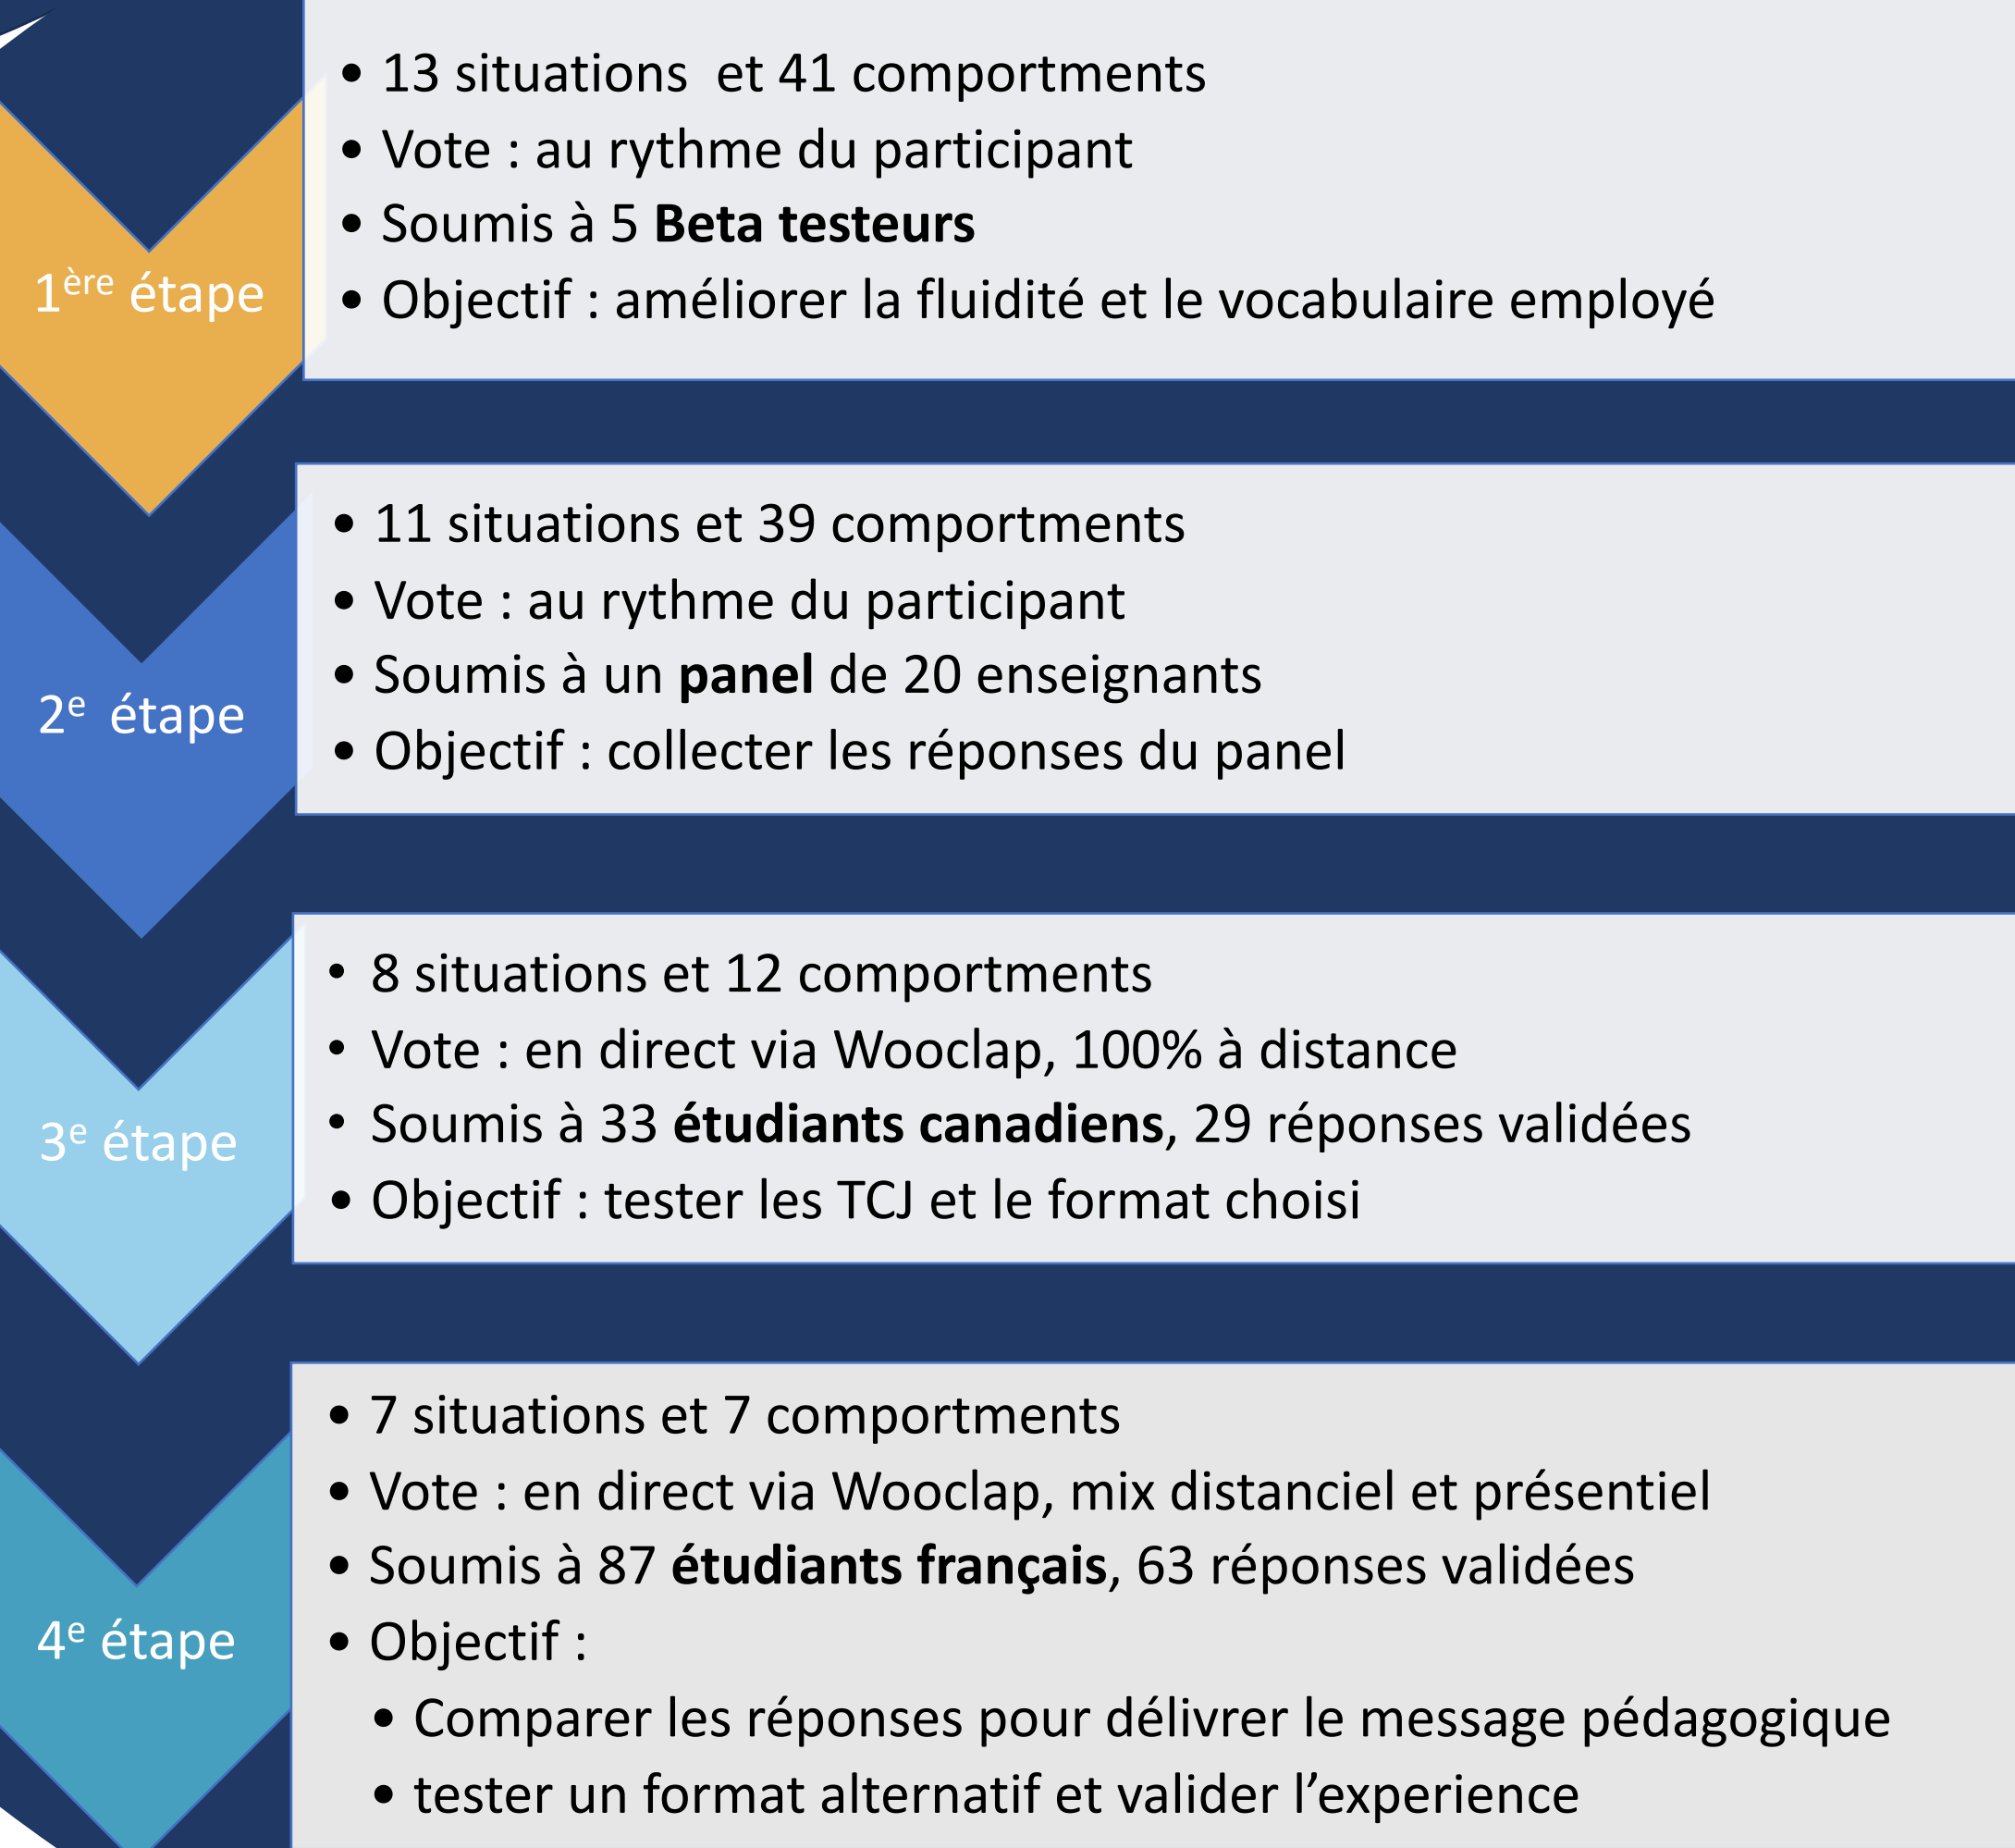 1ère étape
• 13 situations  et 41 comportments
• Vote : au rythme du participant
• Soumis à 5 Beta testeurs
• Objectif : améliorer la fluidité et le vocabulaire employé
2e étape
• 11 situations et 39 comportments
• Vote : au rythme du participant
• Soumis à un panel de 20 enseignants
• Objectif : collecter les réponses du panel
3e étape
• 8 situations et 12 comportments
• Vote : en direct via Wooclap, 100% à distance
• Soumis à 33 étudiants canadiens, 29 réponses validées
• Objectif : tester les TCJ et le format choisi
4e étape
• 7 situations et 7 comportments
• Vote : en direct via Wooclap, mix distanciel et présentiel
• Soumis à 87 étudiants français, 63 réponses validées
• Objectif :
• Comparer les réponses pour délivrer le message pédagogique
• tester un format alternatif et valider l’experience